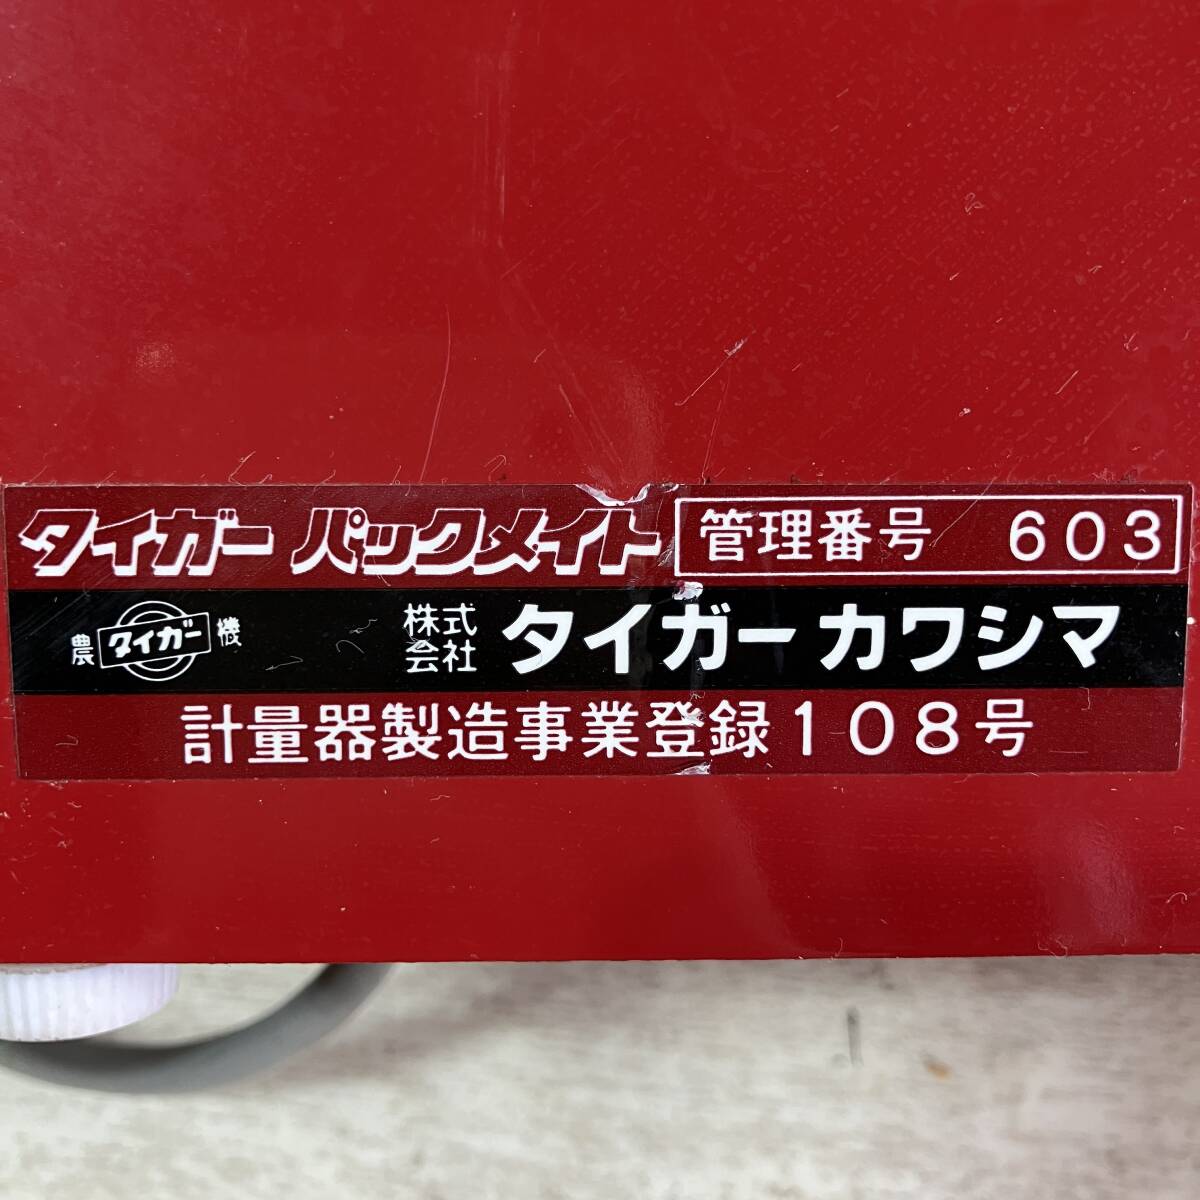 タイガー パックメイト 管理番号 603
農 タイガー 機 株式会社 タイガーカワシマ
計量器製造事業登録108号